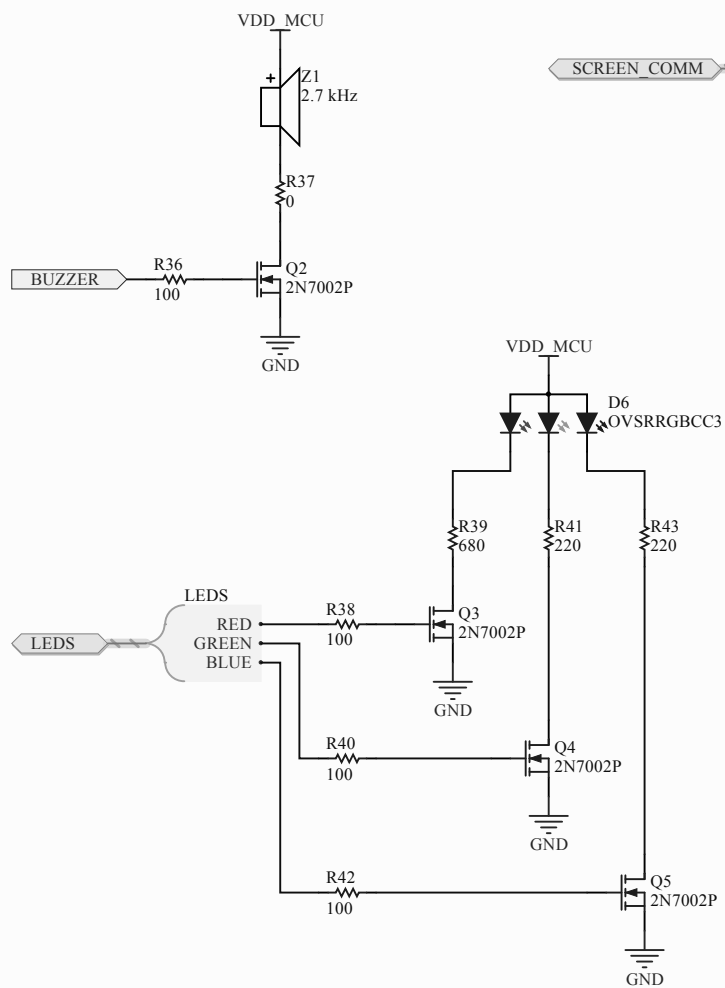 VDD_MCU
Z1
2.7 kHz
SCREEN_COMM
R37
0
BUZZER
R36
100
Q2
2N7002P
GND
VDD_MCU
D6
OVSRRGBCC3
R39
680
R41
220
R43
220
LEDS
LEDS
RED
GREEN
BLUE
R38
100
Q3
2N7002P
GND
R40
100
Q4
2N7002P
GND
R42
100
Q5
2N7002P
GND